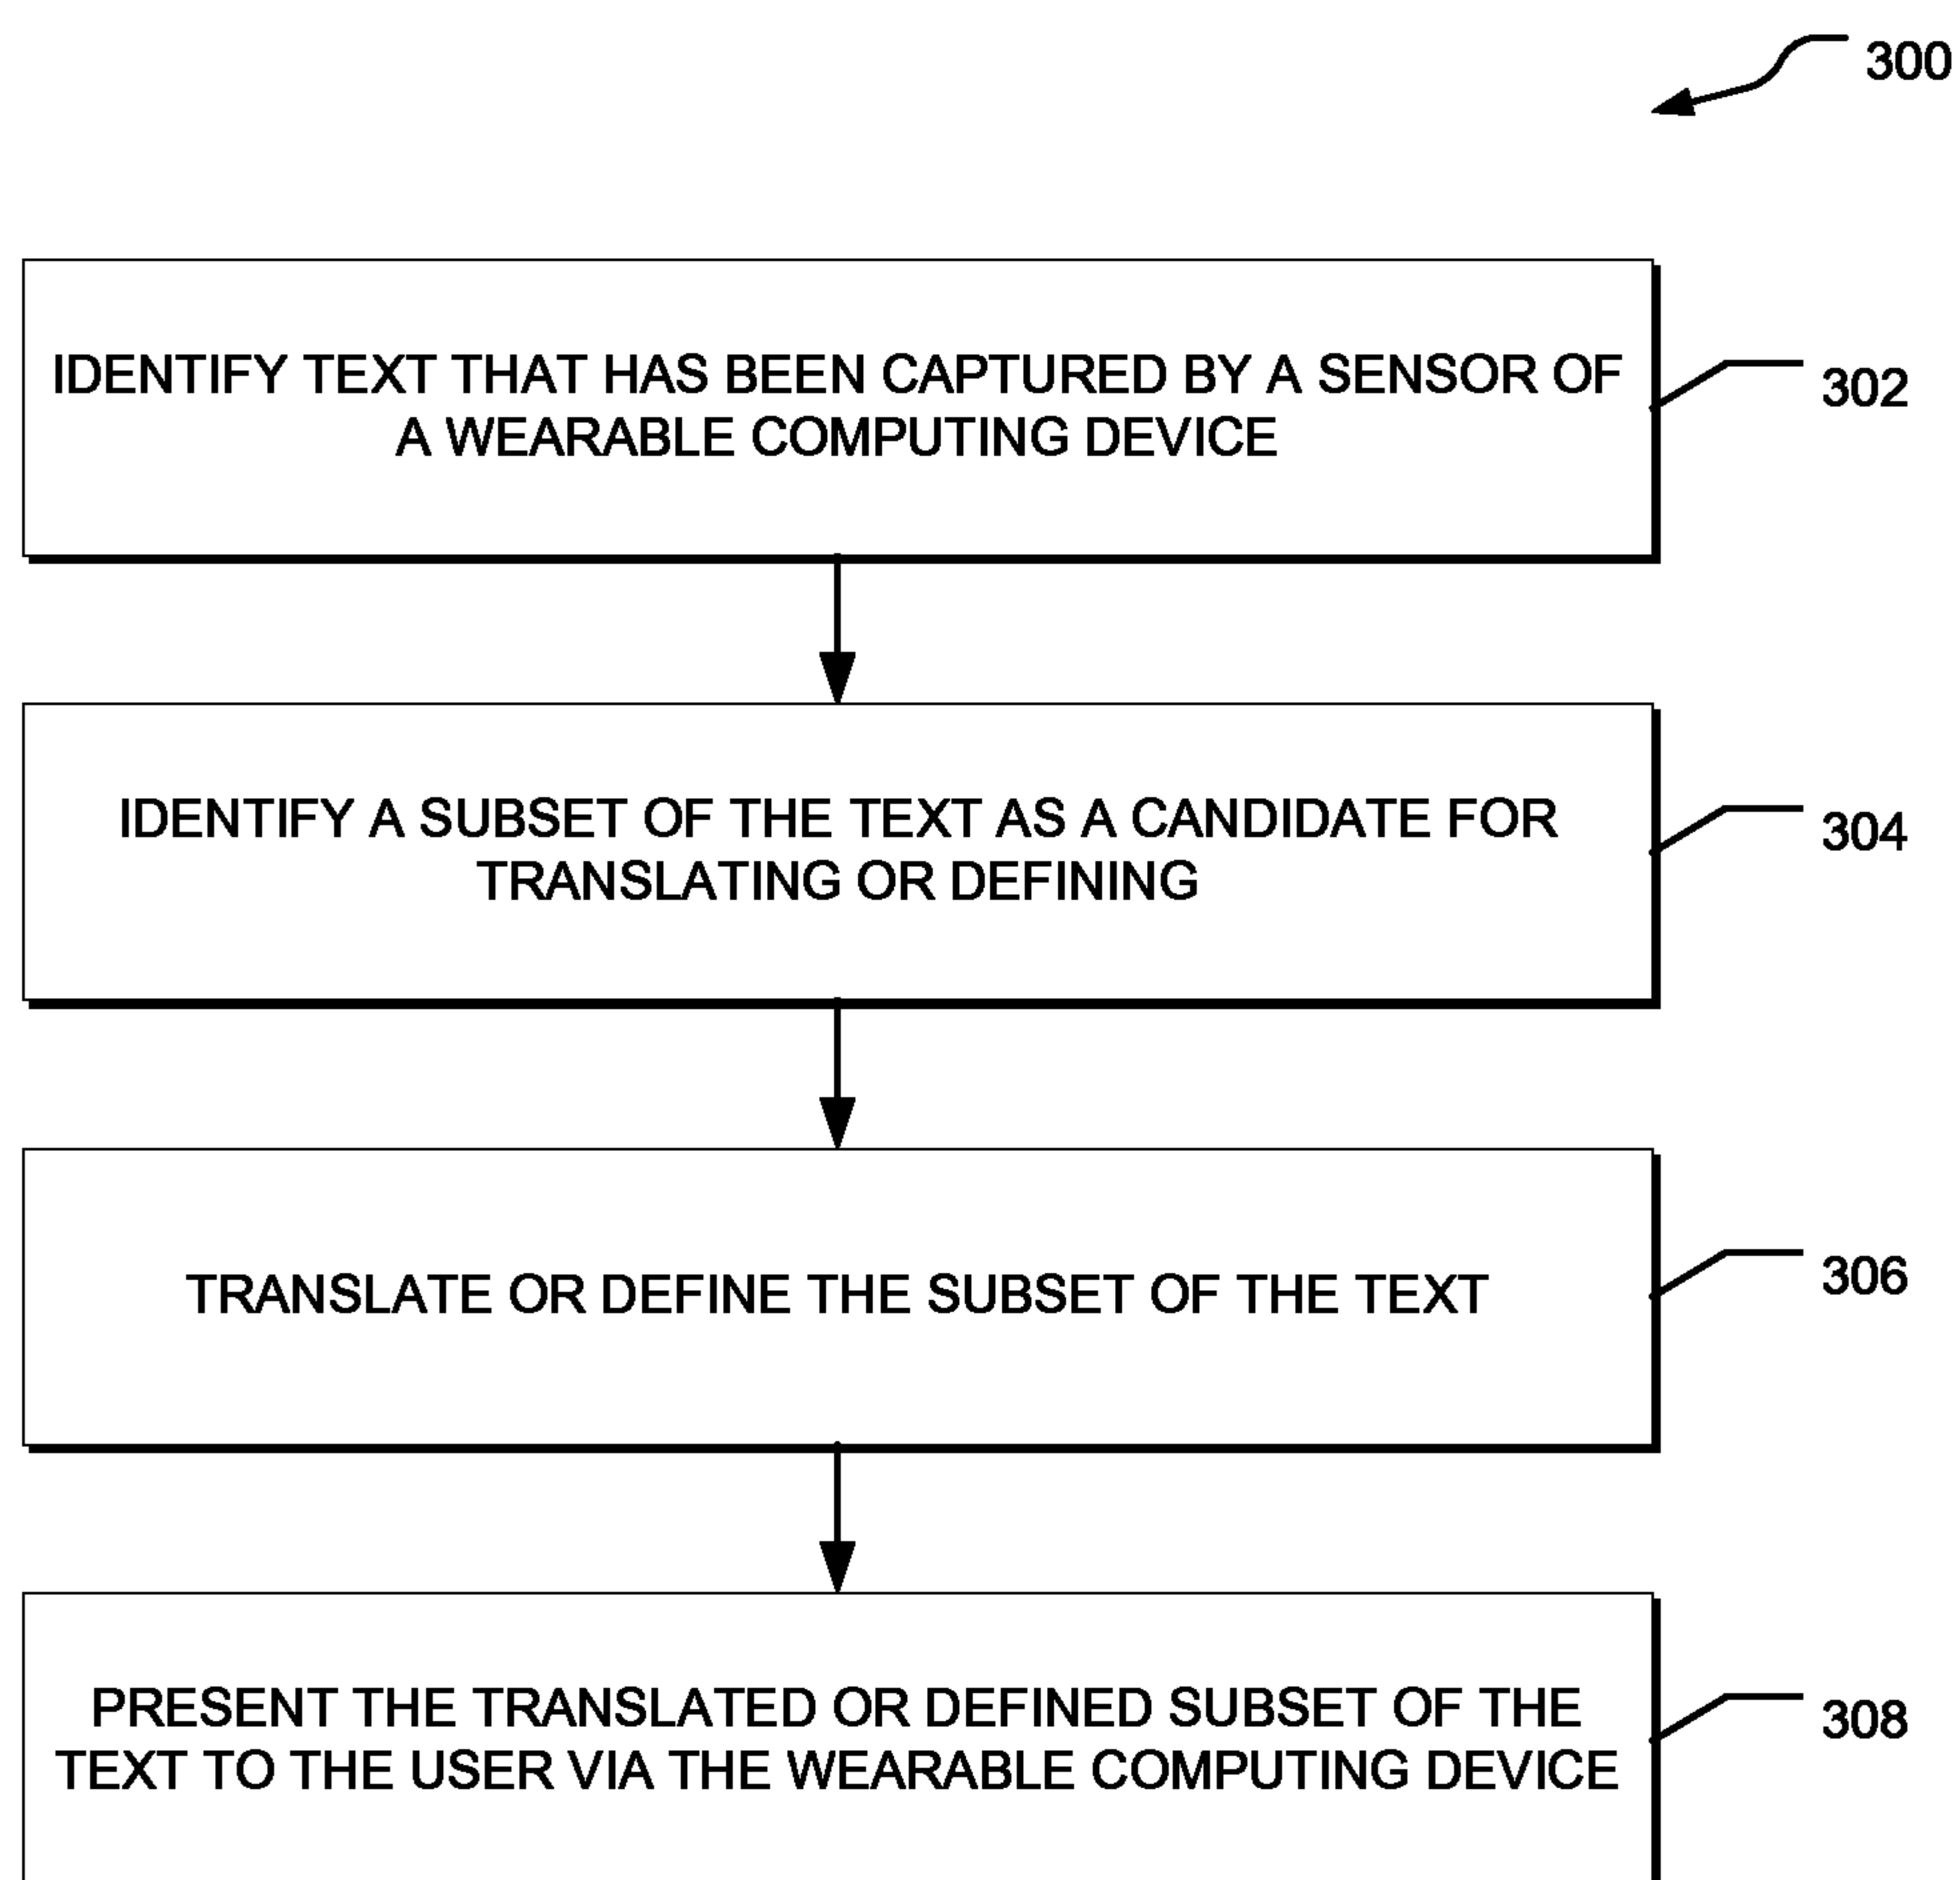 300
IDENTIFY TEXT THAT HAS BEEN CAPTURED BY A SENSOR OF
A WEARABLE COMPUTING DEVICE
302
IDENTIFY A SUBSET OF THE TEXT AS A CANDIDATE FOR
TRANSLATING OR DEFINING
304
TRANSLATE OR DEFINE THE SUBSET OF THE TEXT
306
PRESENT THE TRANSLATED OR DEFINED SUBSET OF THE
TEXT TO THE USER VIA THE WEARABLE COMPUTING DEVICE
308